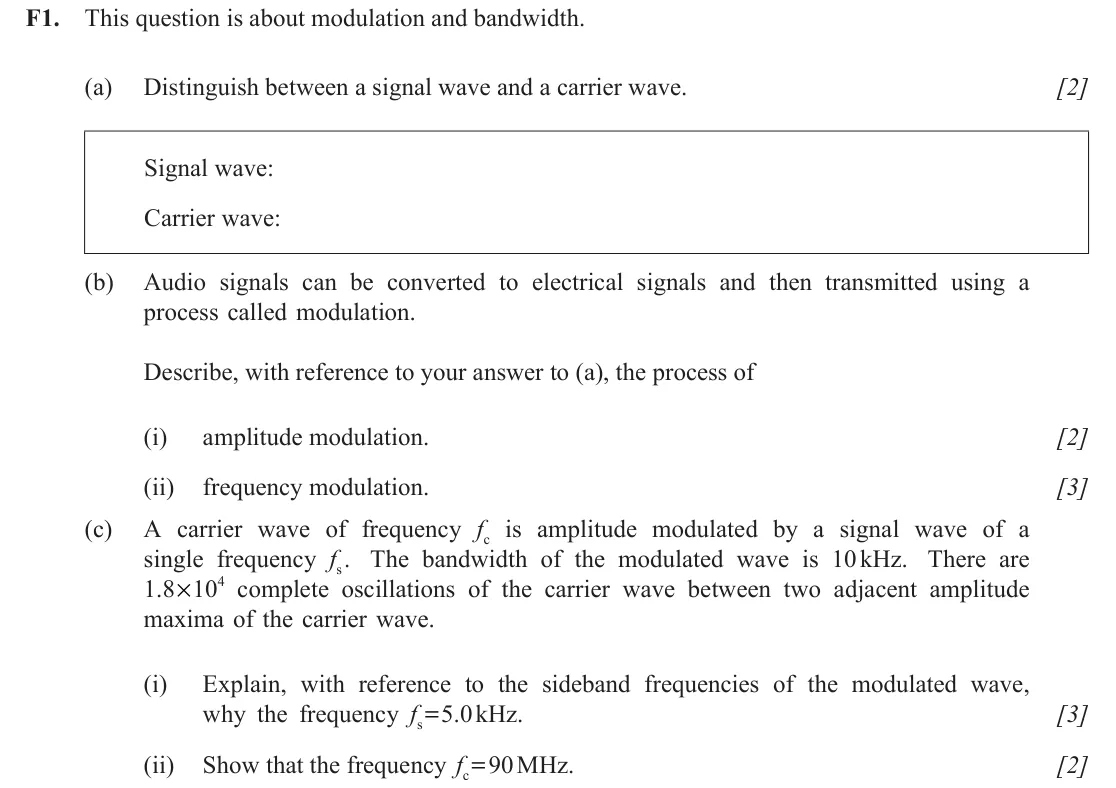 F1. This question is about modulation and bandwidth.
(a) Distinguish between a signal wave and a carrier wave. [2]
Signal wave:
Carrier wave:
(b) Audio signals can be converted to electrical signals and then transmitted using a
process called modulation.
Describe, with reference to your answer to (a), the process of
(i) amplitude modulation. [2]
(ii) frequency modulation. [3]
(c) A carrier wave of frequency f_c is amplitude modulated by a signal wave of a
single frequency f_s. The bandwidth of the modulated wave is 10 kHz. There are
1.8×10⁴ complete oscillations of the carrier wave between two adjacent amplitude
maxima of the carrier wave.
(i) Explain, with reference to the sideband frequencies of the modulated wave,
why the frequency f_s=5.0 kHz. [3]
(ii) Show that the frequency f_c=90 MHz. [2]